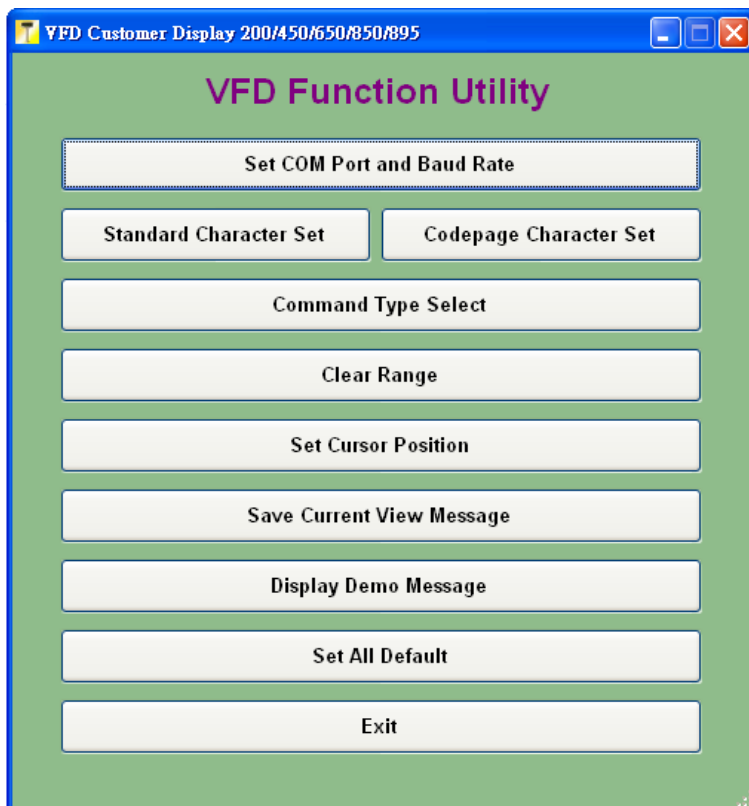 VFD Customer Display 200/450/650/850/895
VFD Function Utility
Set COM Port and Baud Rate
Standard Character Set
Codepage Character Set
Command Type Select
Clear Range
Set Cursor Position
Save Current View Message
Display Demo Message
Set All Default
Exit